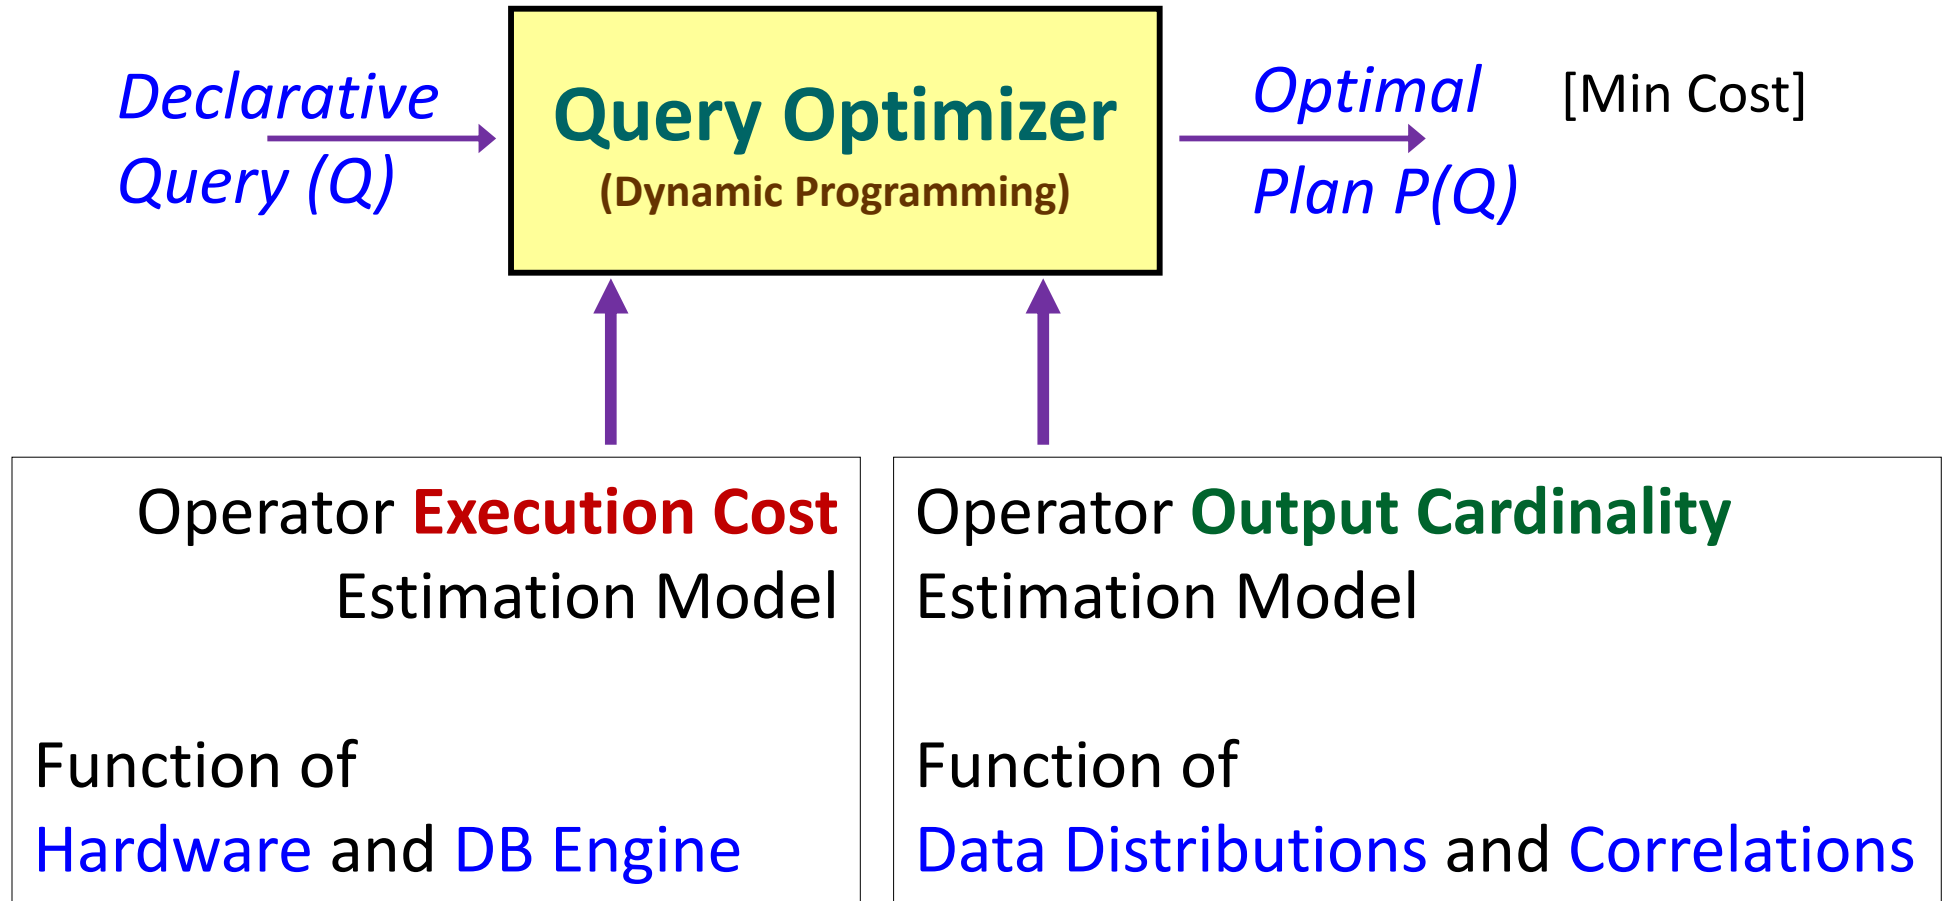 Declarative
Query (Q)
Query Optimizer
(Dynamic Programming)
Optimal
Plan P(Q)
[Min Cost]
Operator Execution Cost
Estimation Model
Function of
Hardware and DB Engine
Operator Output Cardinality
Estimation Model
Function of
Data Distributions and Correlations